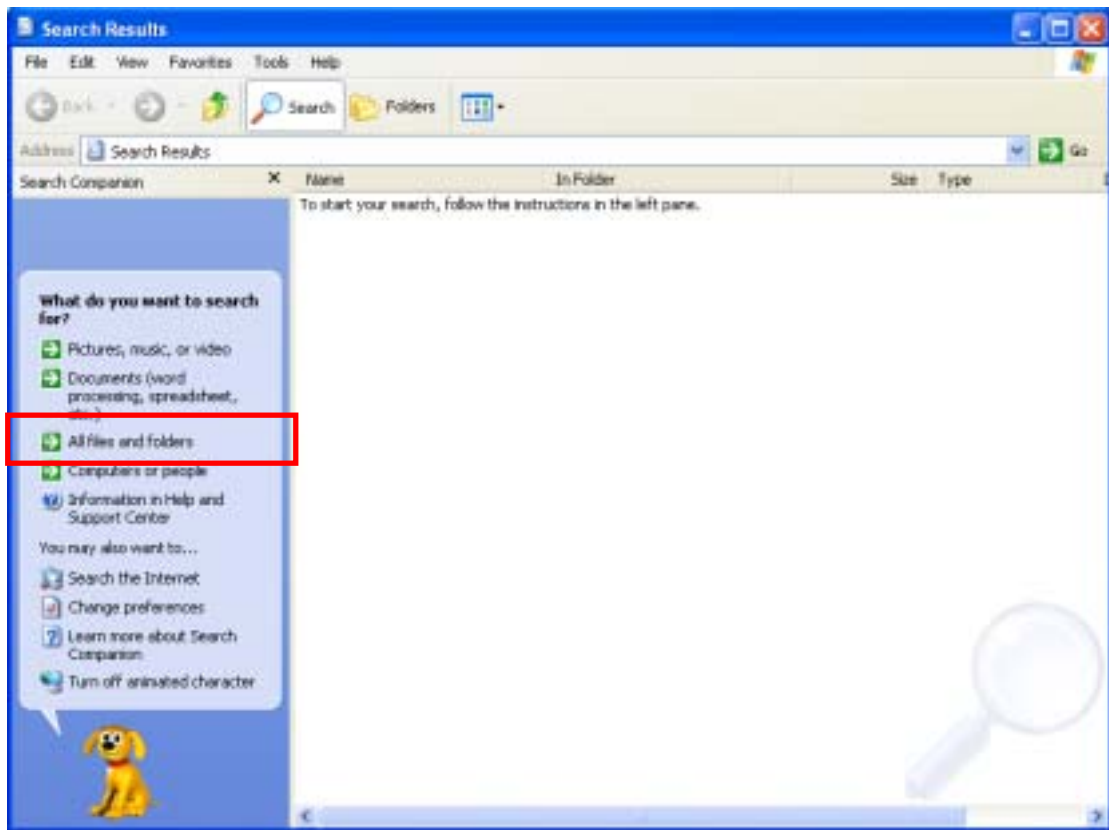 Search Results
File Edit View Favorites Tools Help
Back Search Folders
Address Search Results Go
Search Companion
Name In Folder Size Type
To start your search, follow the instructions in the left pane.
What do you want to search
for?
Pictures, music, or video
Documents (word
processing, spreadsheet,
etc.)
All files and folders
Computers or people
Information in Help and
Support Center
You may also want to...
Search the Internet
Change preferences
Learn more about Search
Companion
Turn off animated character